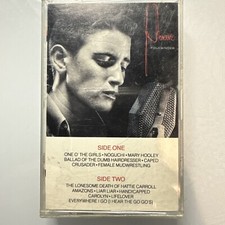 SIDE ONE
ONE O' THE GIRLS • NOGUCHI • MARY HOOLEY
BALLAD OF THE DUMB HAIRDRESSER • CAPED
CRUSADER • FEMALE MUDWRESTLING
SIDE TWO
THE LONESOME DEATH OF HATTIE CARROLL
AMAZONS • LIAR LIAR • HANDICAPPED
CAROLYN • LIFELOVER
EVERYWHERE I GO (I HEAR THE GO GO'S)